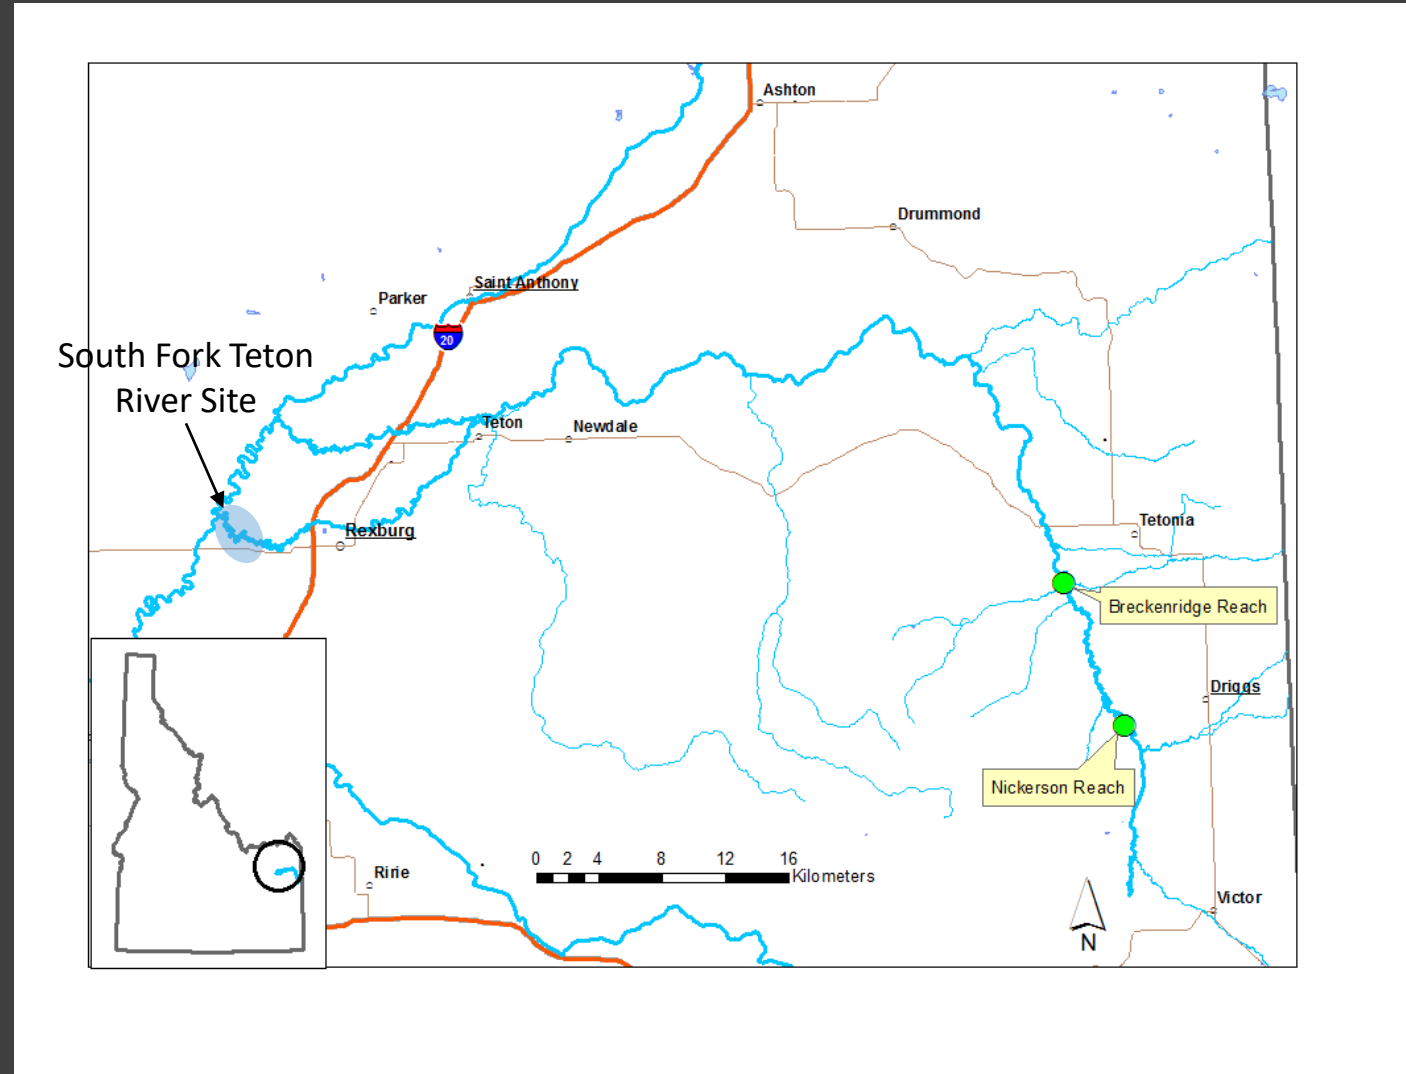 Ashton
Drummond
Saint Anthony
Parker
20
South Fork Teton
River Site
Teton
Newdale
Rexburg
Tetonia
Breckenridge Reach
Driggs
Nickerson Reach
0 2 4 8 12 16
Kilometers
Ririe
Victor
N